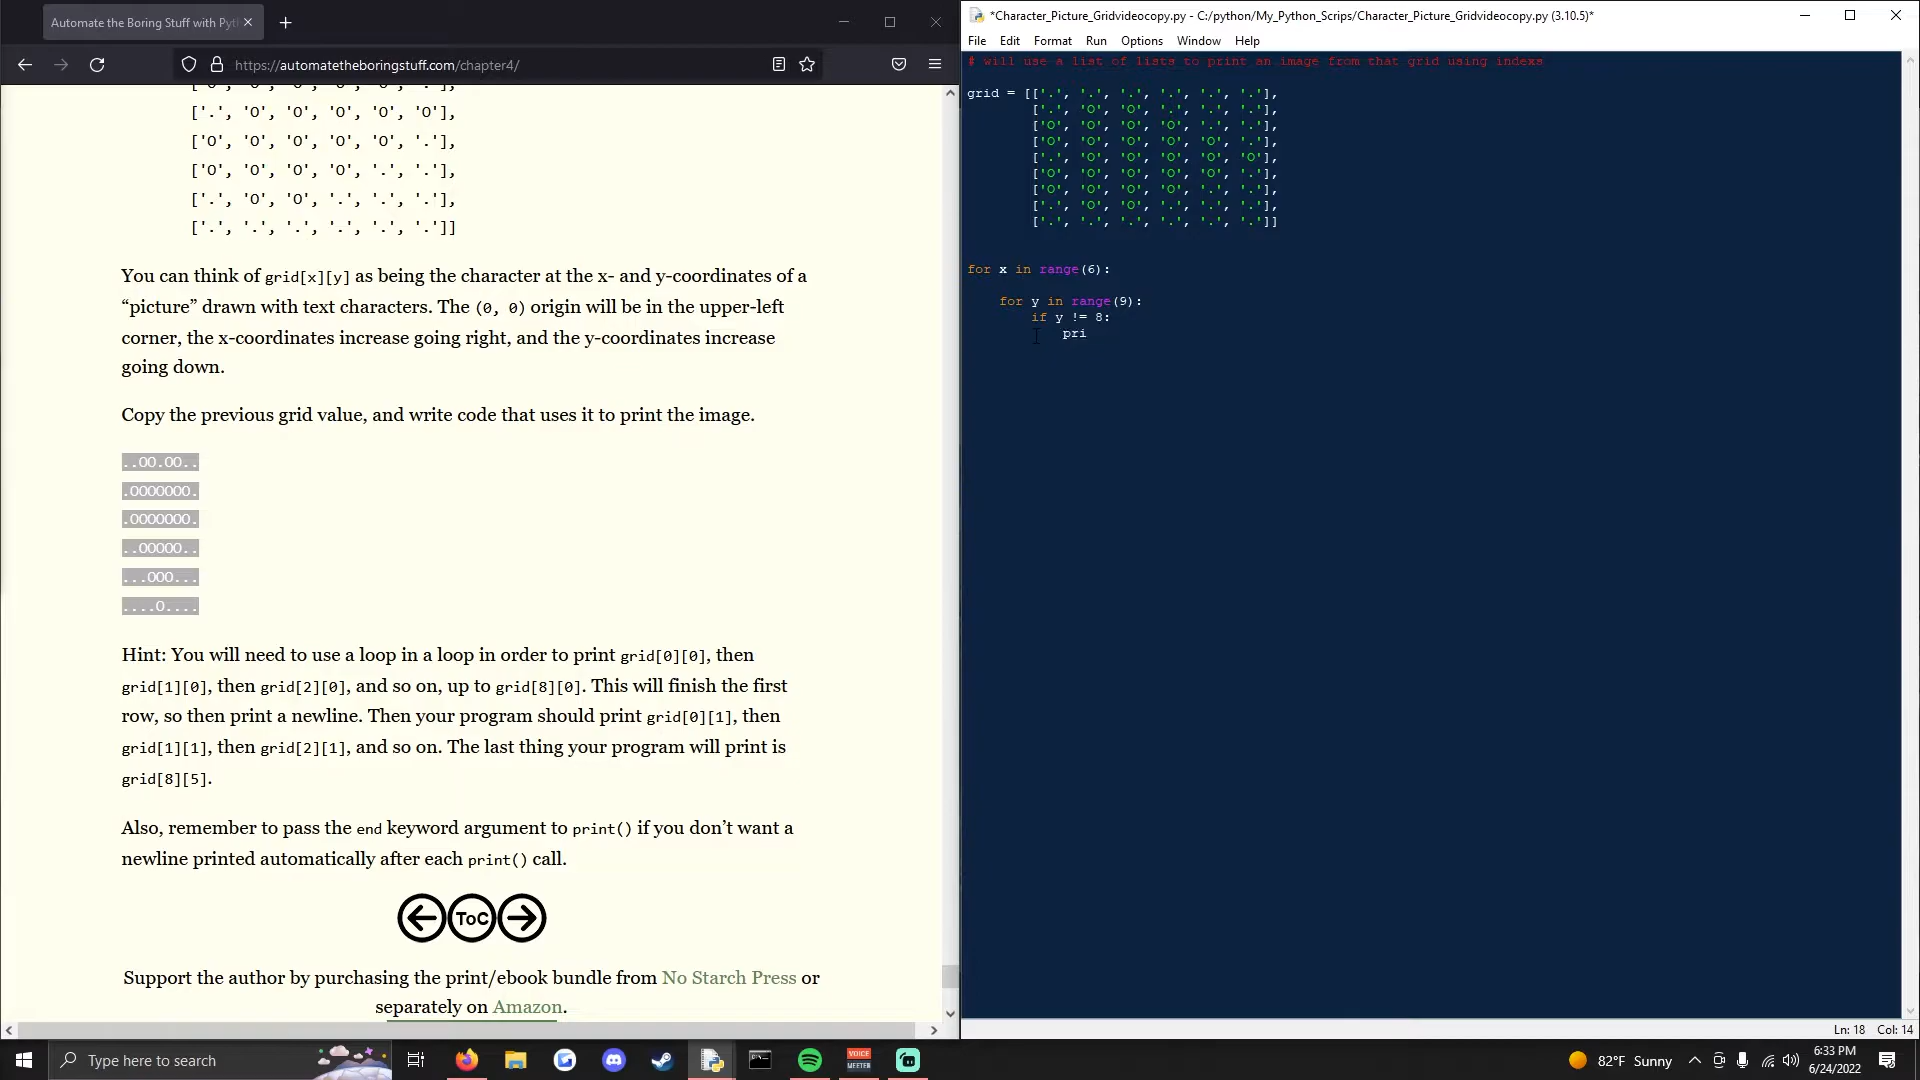 Automate the Boring Stuff with Pyt
https://automatetheboringstuff.com/chapter4/
['.', 'O', 'O', 'O', 'O', 'O'],
['O', 'O', 'O', 'O', 'O', '.'],
['O', 'O', 'O', 'O', '.', '.'],
['.', 'O', 'O', '.', '.', '.'],
['.', '.', '.', '.', '.', '.']]
You can think of grid[x][y] as being the character at the x- and y-coordinates of a
“picture” drawn with text characters. The (0, 0) origin will be in the upper-left
corner, the x-coordinates increase going right, and the y-coordinates increase
going down.
Copy the previous grid value, and write code that uses it to print the image.
..OO.OO..
.OOOOOOO.
.OOOOOOO.
..OOOOO..
...OOO...
....O....
Hint: You will need to use a loop in a loop in order to print grid[0][0], then
grid[1][0], then grid[2][0], and so on, up to grid[8][0]. This will finish the first
row, so then print a newline. Then your program should print grid[0][1], then
grid[1][1], then grid[2][1], and so on. The last thing your program will print is
grid[8][5].
Also, remember to pass the end keyword argument to print() if you don’t want a
newline printed automatically after each print() call.
ToC
Support the author by purchasing the print/ebook bundle from No Starch Press or
separately on Amazon.
*Character_Picture_Gridvideocopy.py - C:/python/My_Python_Scrips/Character_Picture_Gridvideocopy.py (3.10.5)*
File Edit Format Run Options Window Help
# will use a list of lists to print an image from that grid using indexs
grid = [['.', '.', '.', '.', '.', '.'],
['.', 'O', 'O', '.', '.', '.'],
['O', 'O', 'O', 'O', '.', '.'],
['O', 'O', 'O', 'O', 'O', '.'],
['.', 'O', 'O', 'O', 'O', 'O'],
['O', 'O', 'O', 'O', 'O', '.'],
['O', 'O', 'O', 'O', '.', '.'],
['.', 'O', 'O', '.', '.', '.'],
['.', '.', '.', '.', '.', '.']]
for x in range(6):
for y in range(9):
if y != 8:
pri
Ln: 18 Col: 14
Type here to search
VOICE
MEETER
82°F Sunny
6:33 PM
6/24/2022